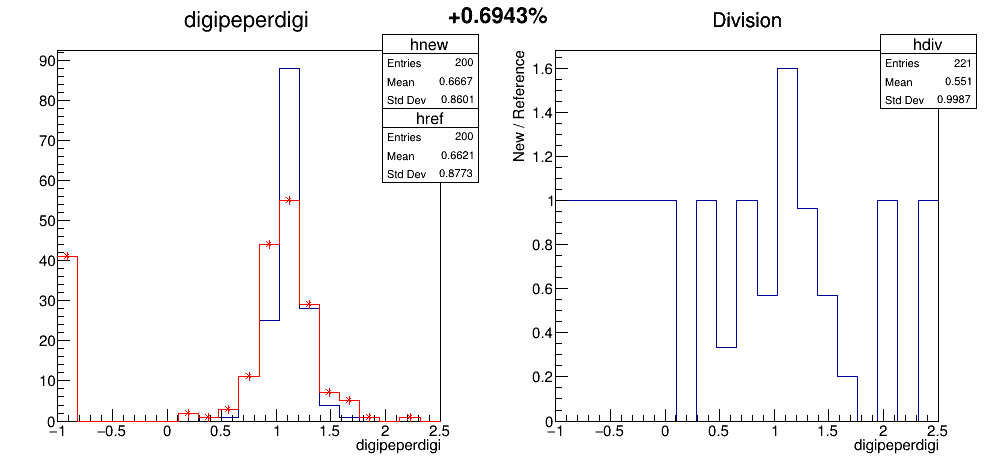 +0.6943%
digipeperdigi
hnew
Entries 200
Mean 0.6667
Std Dev 0.8601
href
Entries 200
Mean 0.6621
Std Dev 0.8773
90
80
70
60
50
40
30
20
10
0
−1 −0.5 0 0.5 1 1.5 2 2.5
digipeperdigi
Division
hdiv
Entries 221
Mean 0.551
Std Dev 0.9987
New / Reference
1.6
1.4
1.2
1
0.8
0.6
0.4
0.2
0
−1 −0.5 0 0.5 1 1.5 2 2.5
digipeperdigi